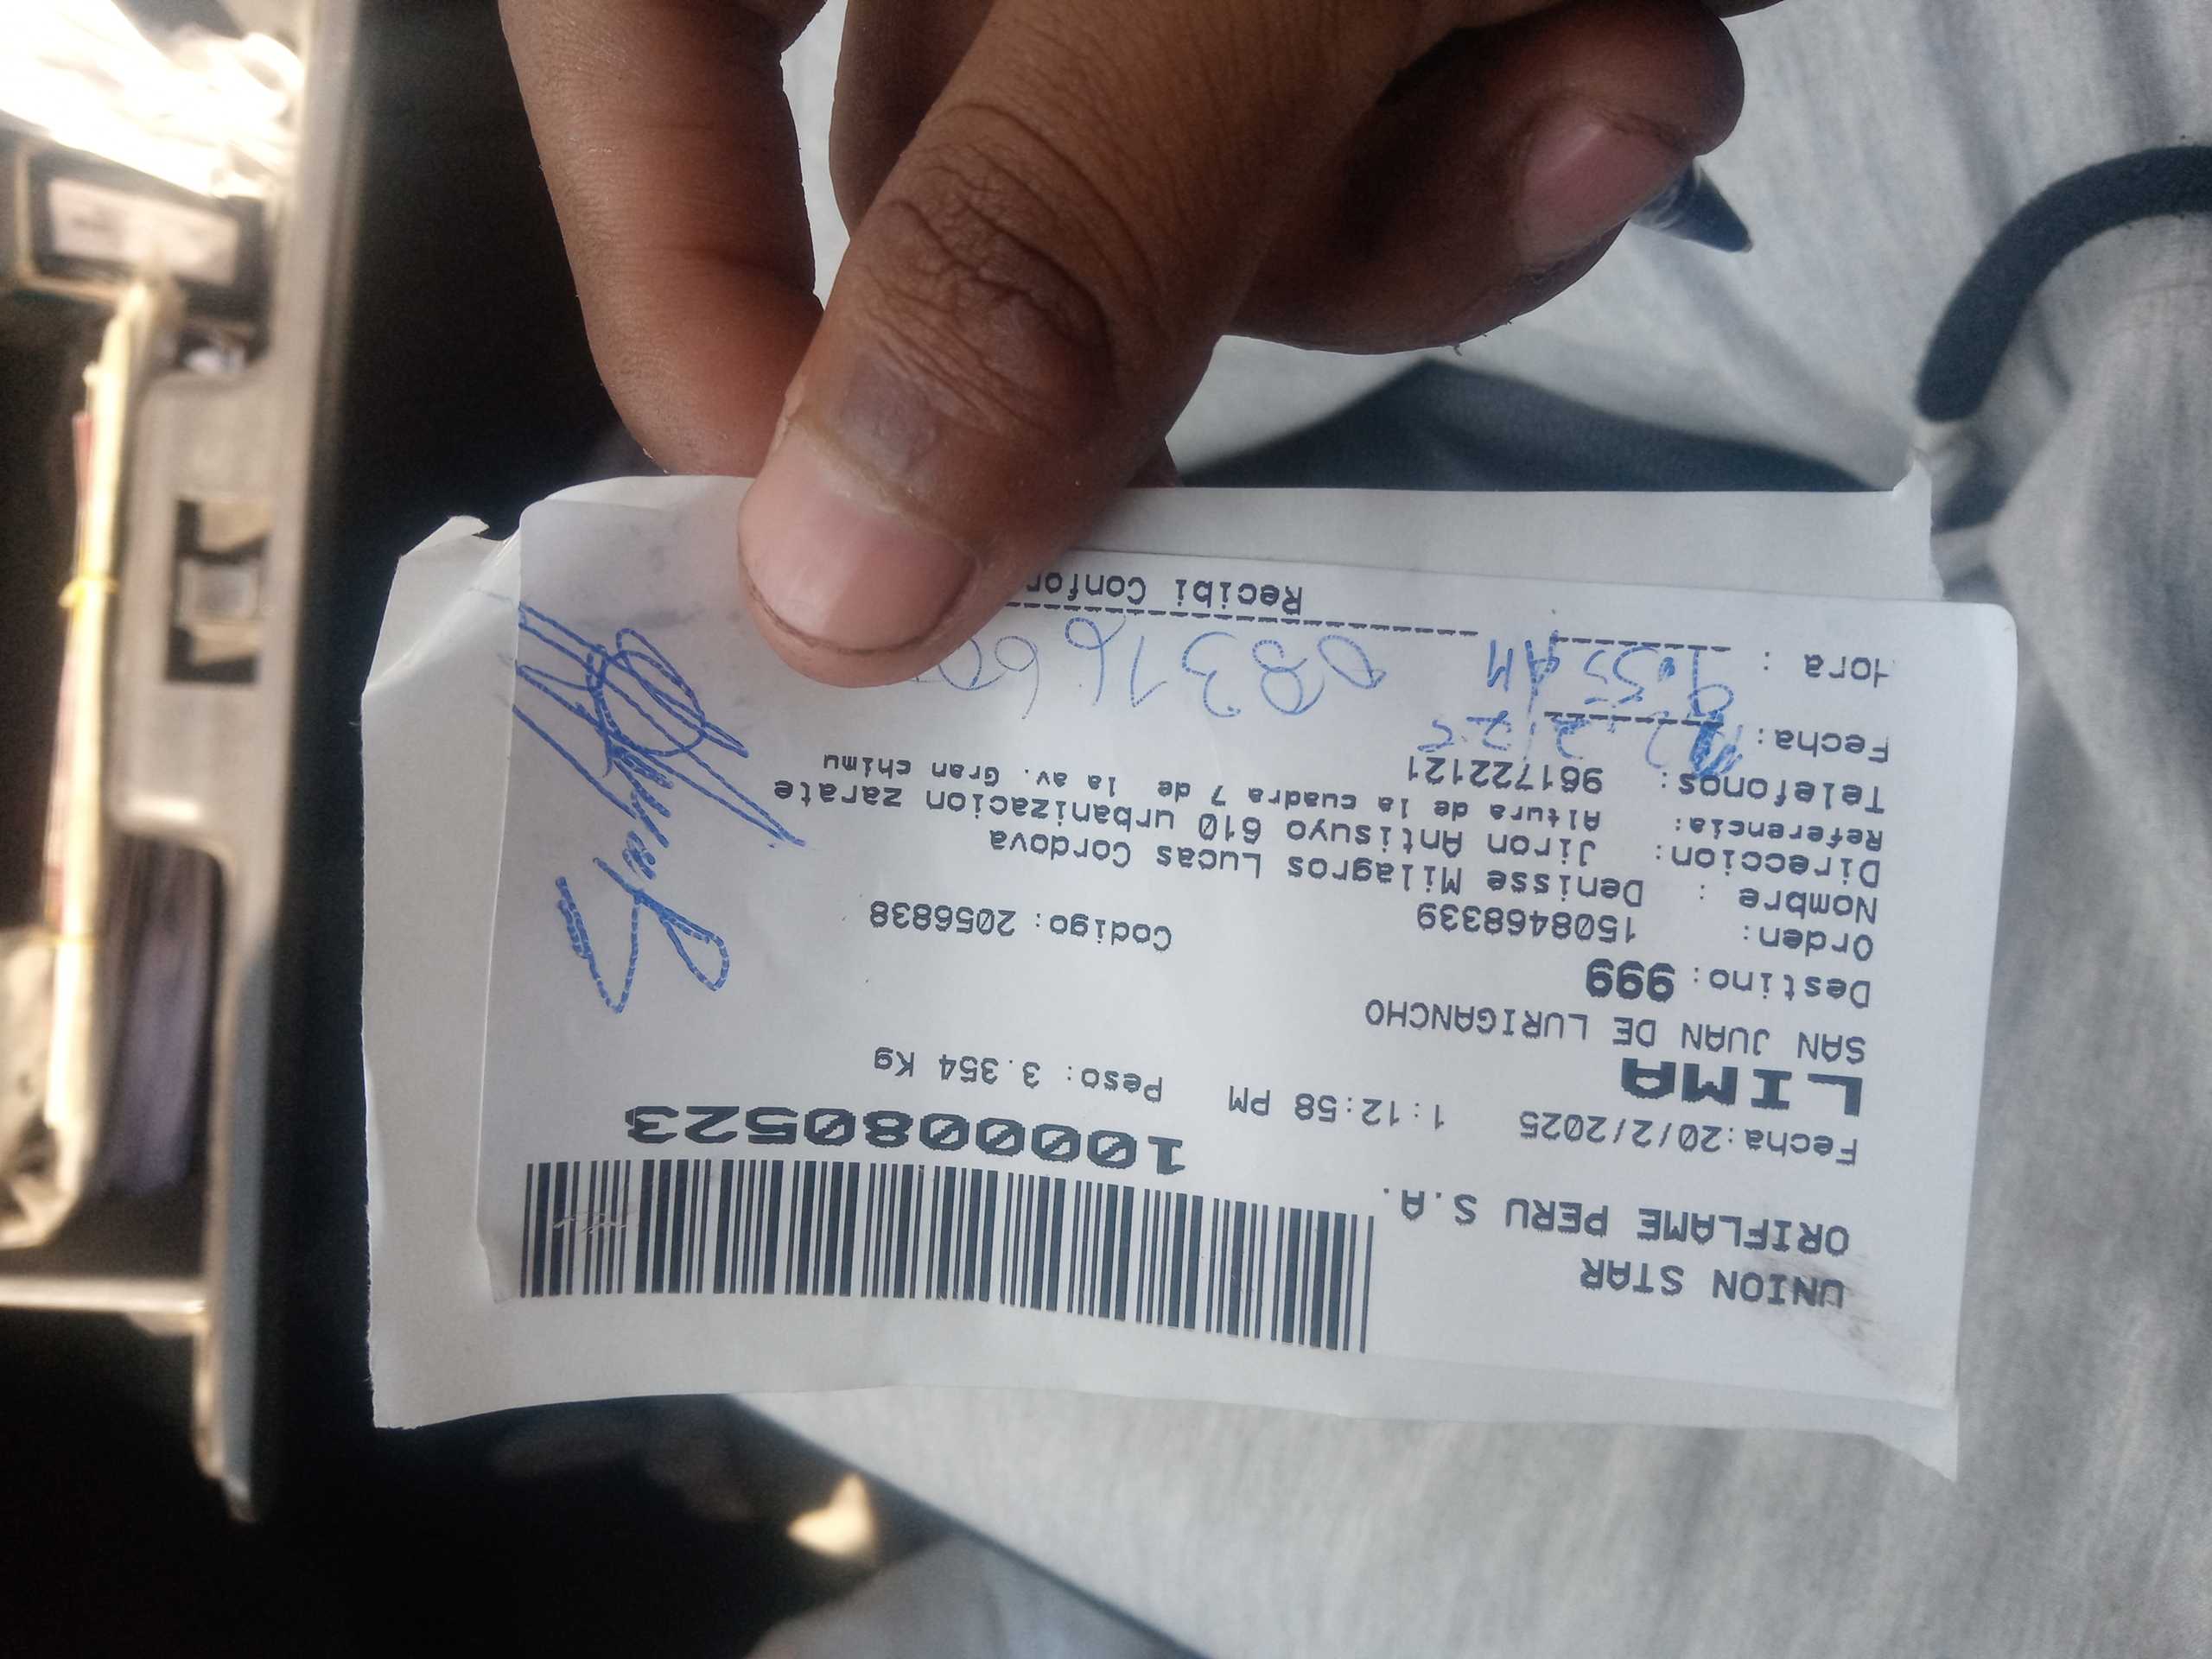 UNION STAR
ORIFLAME PERU S.A.
1000080523
Fecha:20/2/2025 1:12:58 PM Peso: 3.354 Kg
LIMA
SAN JUAN DE LURIGANCHO
Destino: 999
Orden: 1508468339 Codigo: 2056838
Nombre : Denisse Milagros Lucas Cordova
Direccion: Jiron Antisuyo 610 urbanizacion zarate
Referencia: Altura de la cuadra 7 de la av. Gran chimu
Telefonos: 961722121
Fecha:
Hora : 9:55 AM
Recibi Confor